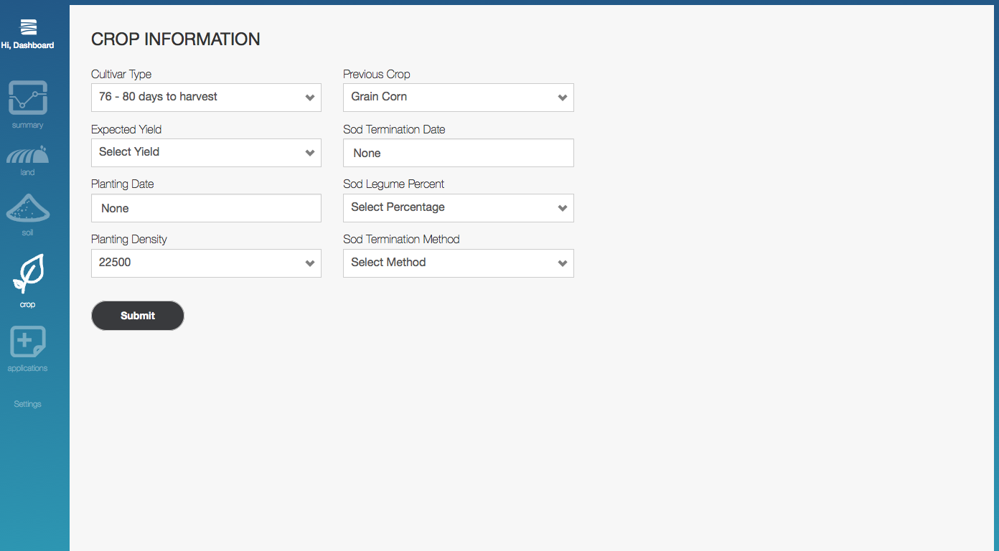 Hi, Dashboard
summary
land
soil
crop
applications
Settings
CROP INFORMATION
Cultivar Type
76 - 80 days to harvest
Expected Yield
Select Yield
Planting Date
None
Planting Density
22500
Previous Crop
Grain Corn
Sod Termination Date
None
Sod Legume Percent
Select Percentage
Sod Termination Method
Select Method
Submit